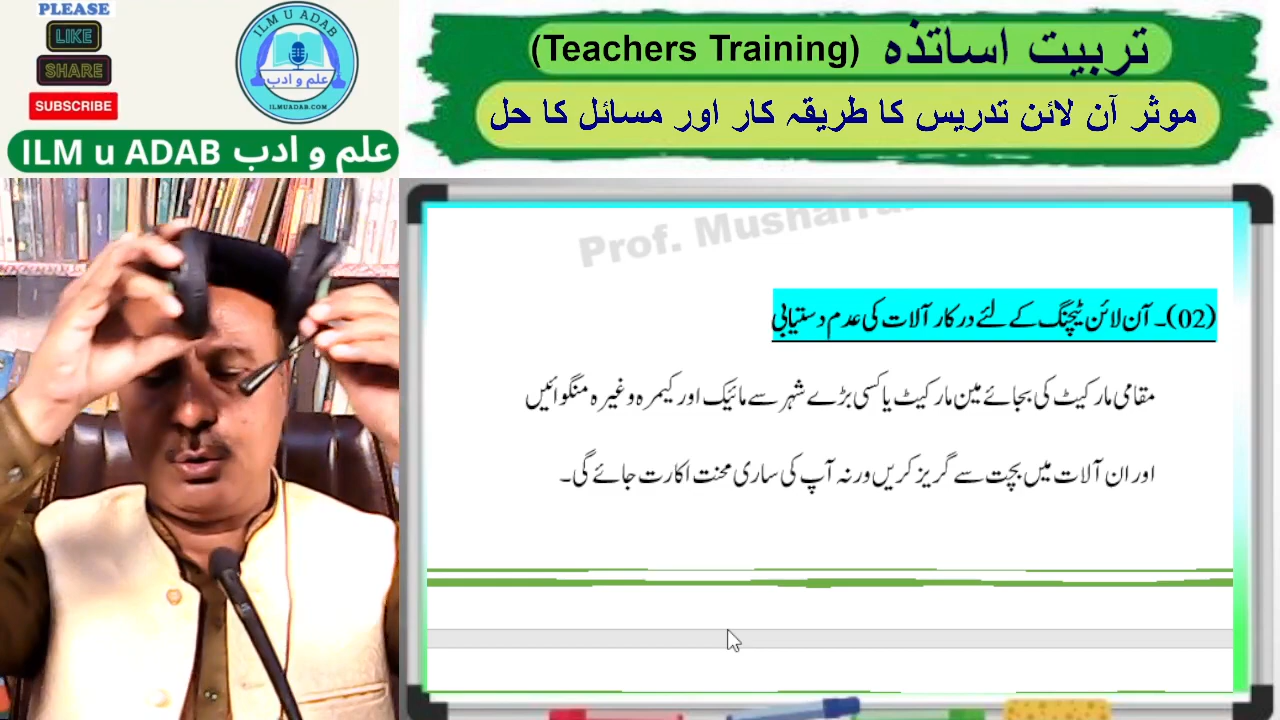 PLEASE
LIKE
SHARE
SUBSCRIBE
ILM U ADAB
علم و ادب
ILMUADAB.COM
ILM u ADAB علم و ادب
تربیت اساتذہ (Teachers Training)
موثر آن لائن تدریس کا طریقہ کار اور مسائل کا حل
Prof.
(02)۔ آن لائن ٹیچنگ کے لئے درکار آلات کی عدم دستیابی
مقامی مارکیٹ کی بجائے مین مارکیٹ یا کسی بڑے شہر سے مائیک اور کیمرہ وغیرہ منگوائیں
اور ان آلات میں بچت سے گریز کریں ورنہ آپ کی ساری محنت اکارت جائے گی۔